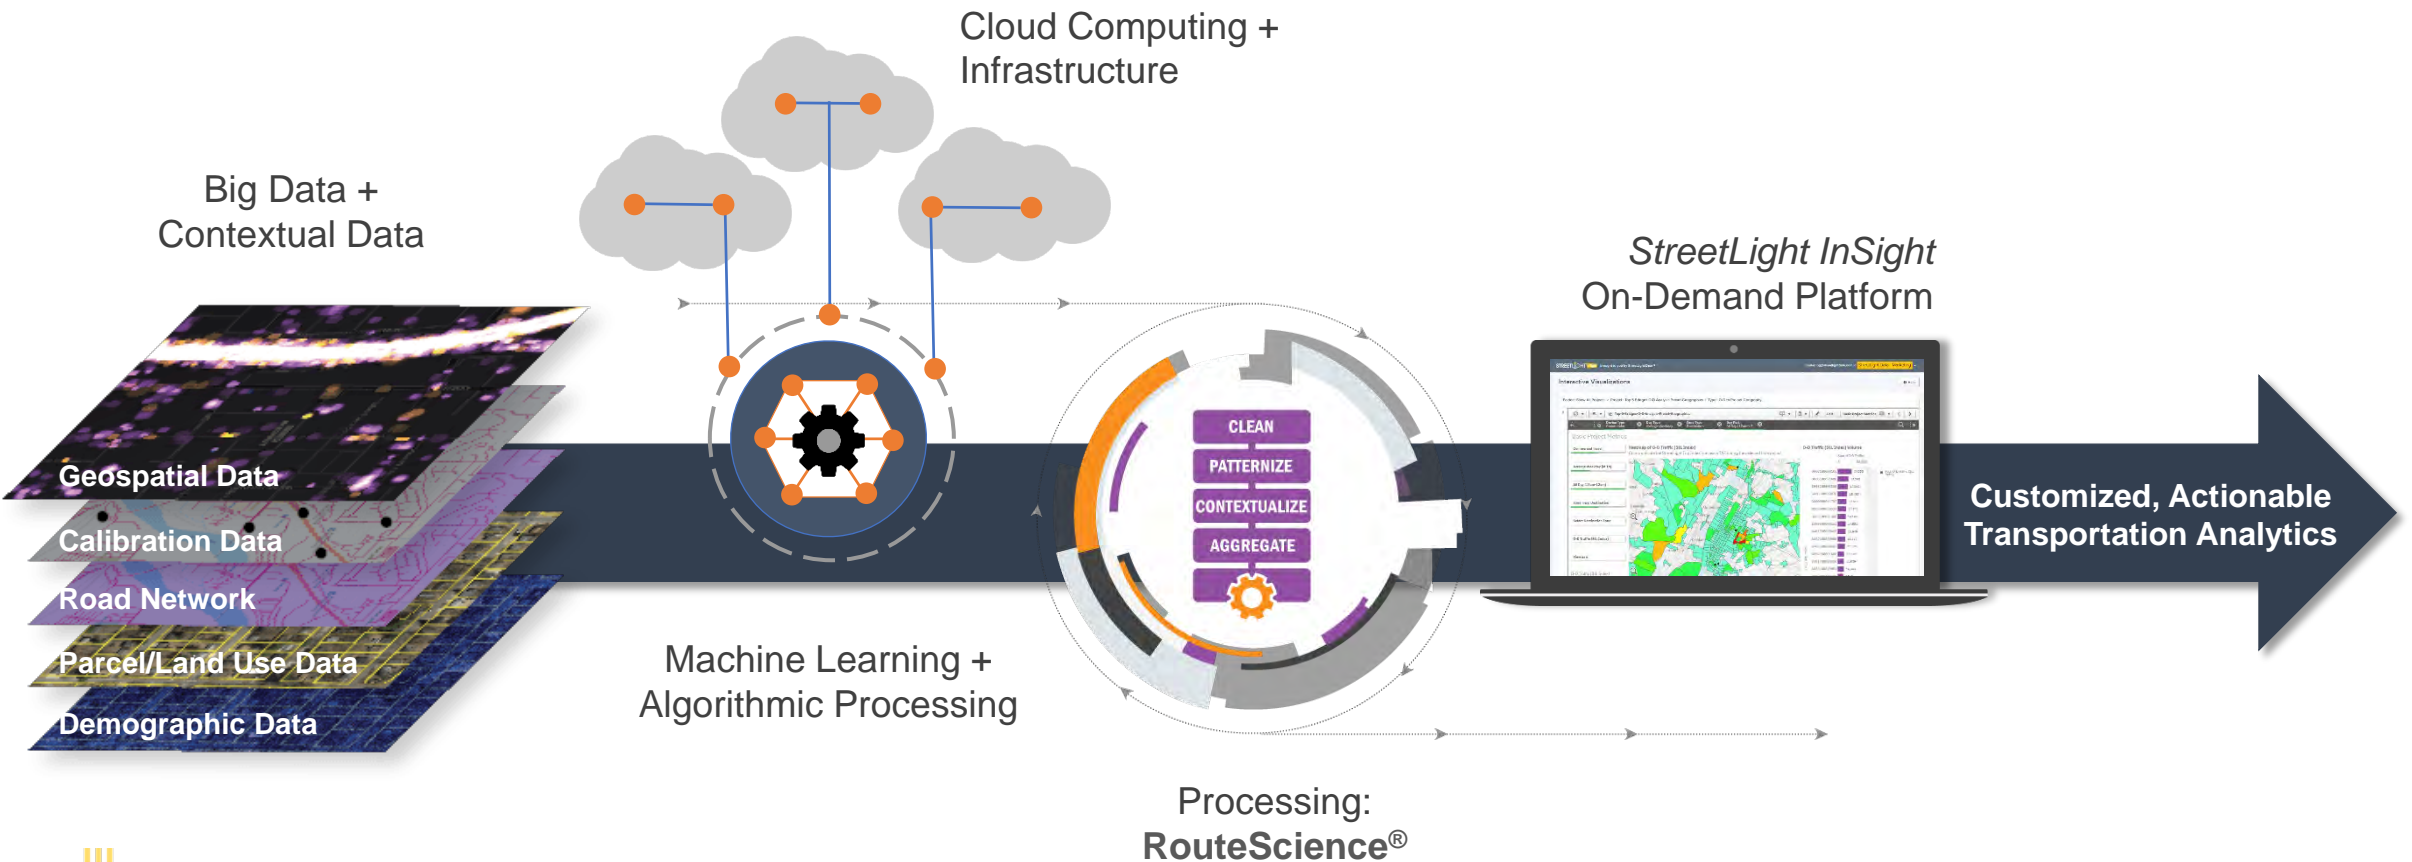 Cloud Computing +
Infrastructure
Big Data +
Contextual Data
StreetLight InSight
On-Demand Platform
Geospatial Data
Calibration Data
Road Network
Parcel/Land Use Data
Demographic Data
Interactive Visualizations
CLEAN
PATTERNIZE
CONTEXTUALIZE
AGGREGATE
Customized, Actionable
Transportation Analytics
Machine Learning +
Algorithmic Processing
Processing:
RouteScience®